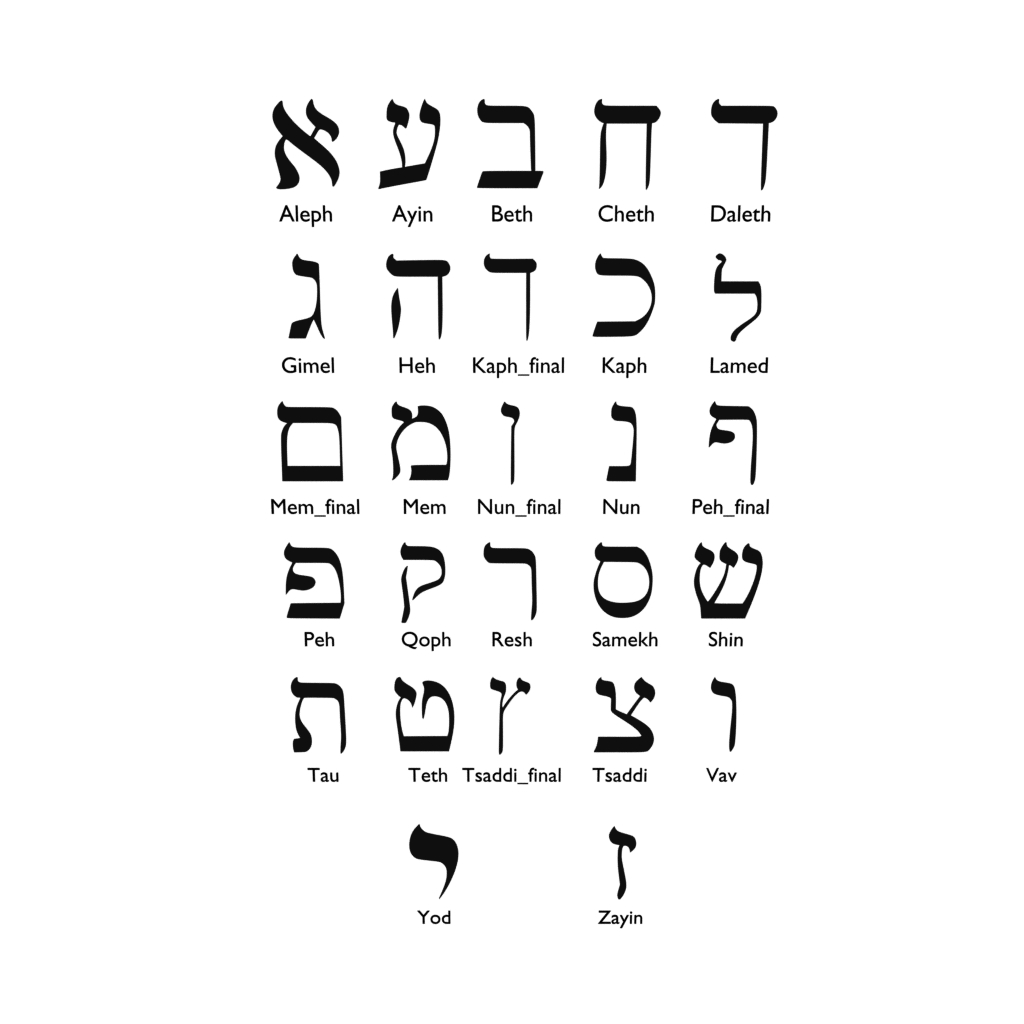 א ע ב ח ד
Aleph Ayin Beth Cheth Daleth
ג ה ך כ ל
Gimel Heh Kaph_final Kaph Lamed
ם מ ן נ ף
Mem_final Mem Nun_final Nun Peh_final
פ ק ר ס ש
Peh Qoph Resh Samekh Shin
ת ט ץ צ ו
Tau Teth Tsaddi_final Tsaddi Vav
י ז
Yod Zayin